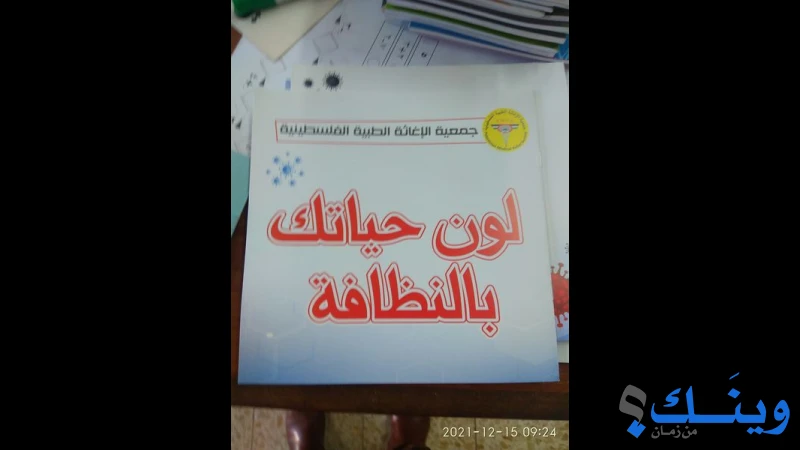 جمعية الإغاثة الطبية الفلسطينية
لون حياتك
بالنظافة
2021-12-15 09:24
وينَك؟
من زمان